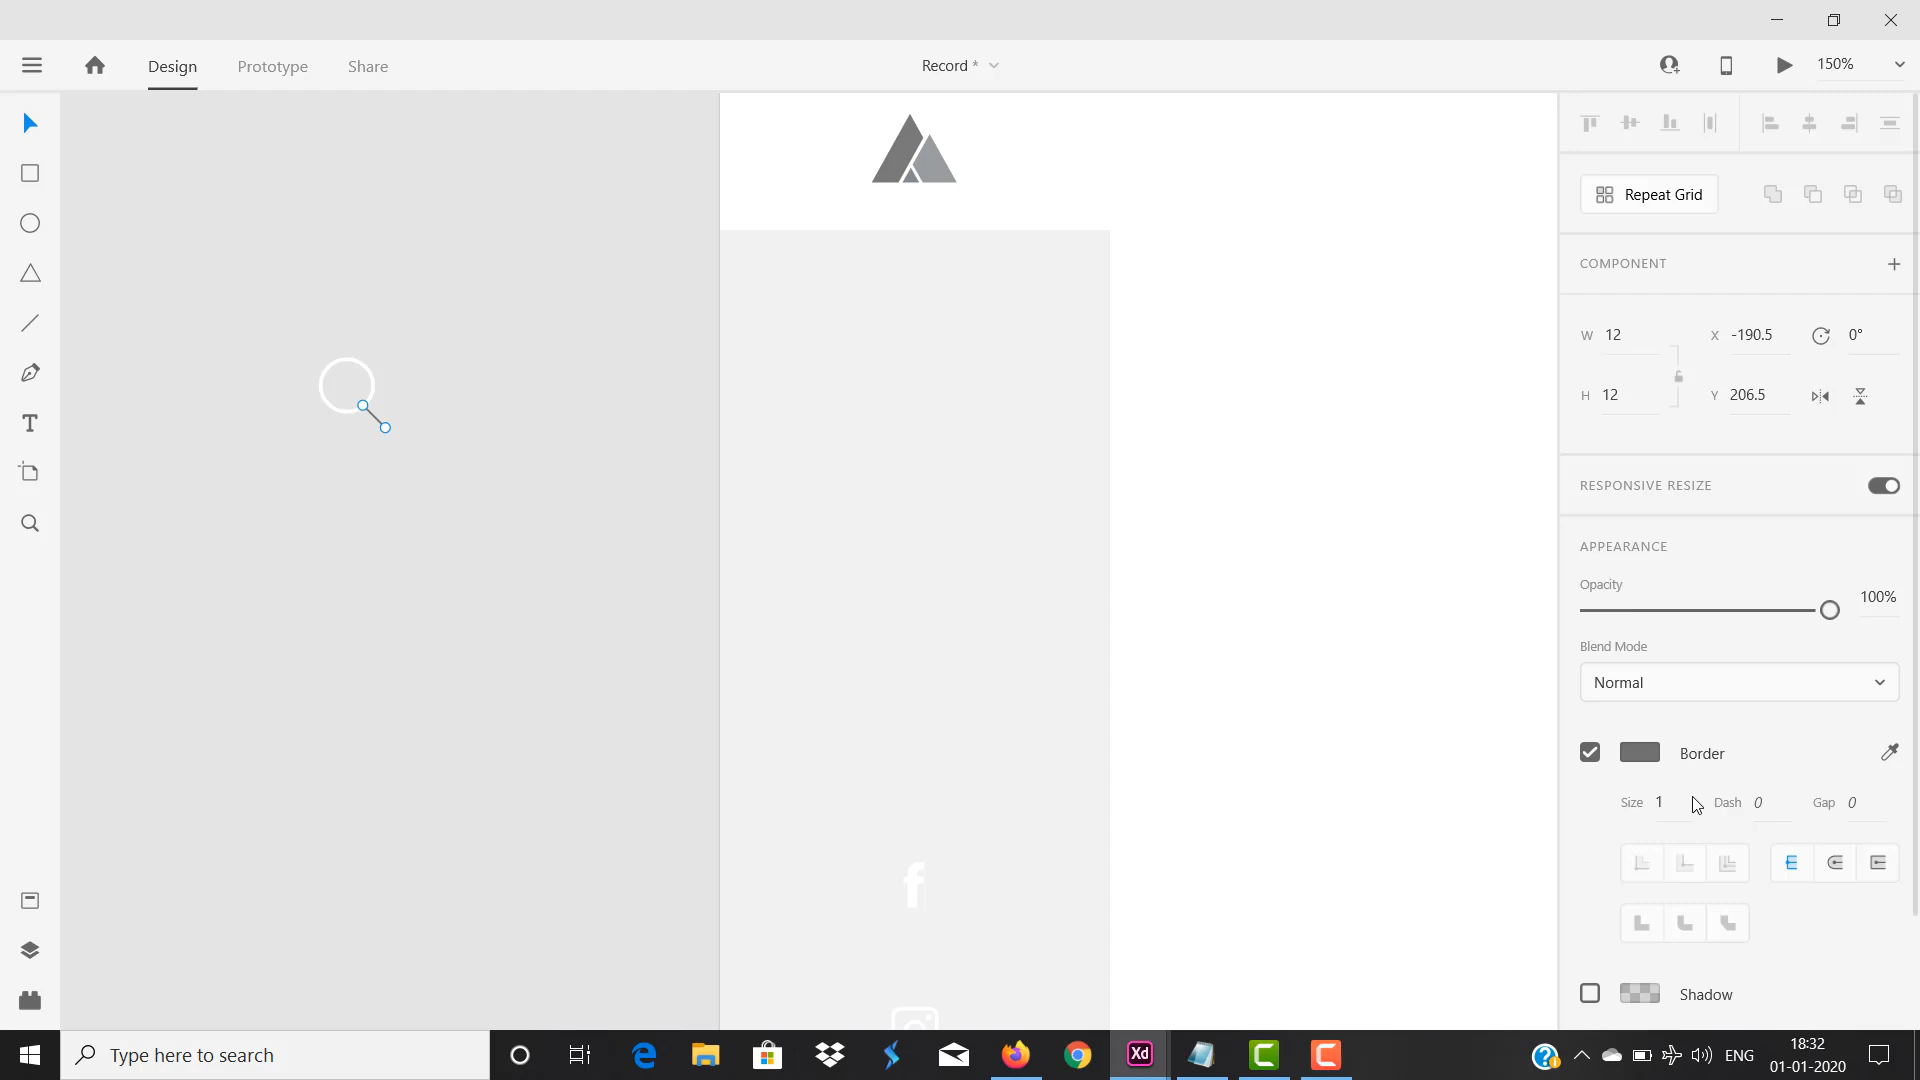 Design Prototype Share Record * 150%
Repeat Grid
COMPONENT
W 12 X -190.5 0°
H 12 Y 206.5
RESPONSIVE RESIZE
APPEARANCE
Opacity
100%
Blend Mode
Normal
Border
Size 1 Dash 0 Gap 0
Shadow
f
Type here to search
Xd
ENG
18:32
01-01-2020